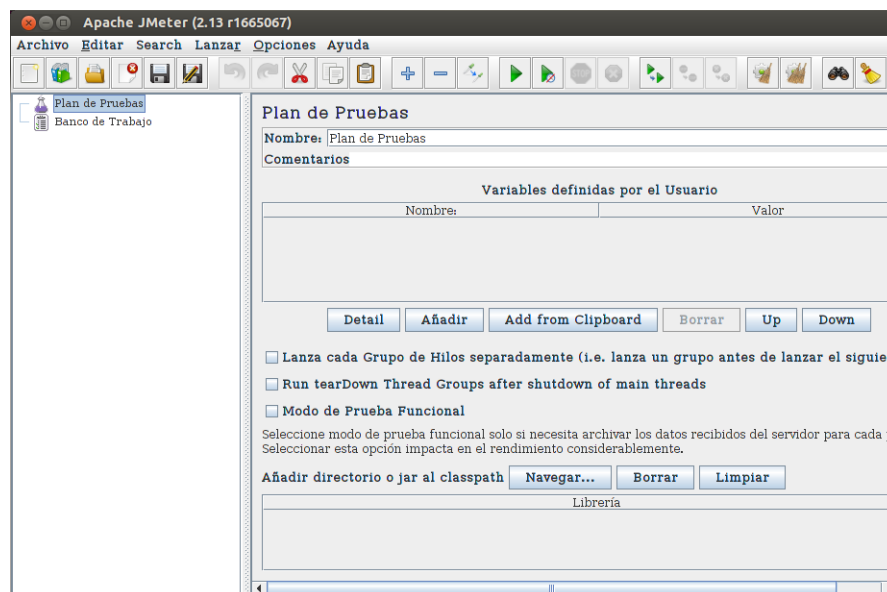 Apache JMeter (2.13 r1665067)
Archivo Editar Search Lanzar Opciones Ayuda
STOP
Plan de Pruebas
Banco de Trabajo
Plan de Pruebas
Nombre: Plan de Pruebas
Comentarios
Variables definidas por el Usuario
Nombre: Valor
Detail Añadir Add from Clipboard Borrar Up Down
Lanza cada Grupo de Hilos separadamente (i.e. lanza un grupo antes de lanzar el siguie
Run tearDown Thread Groups after shutdown of main threads
Modo de Prueba Funcional
Seleccione modo de prueba funcional solo si necesita archivar los datos recibidos del servidor para cada
Seleccionar esta opción impacta en el rendimiento considerablemente.
Añadir directorio o jar al classpath Navegar... Borrar Limpiar
Librería